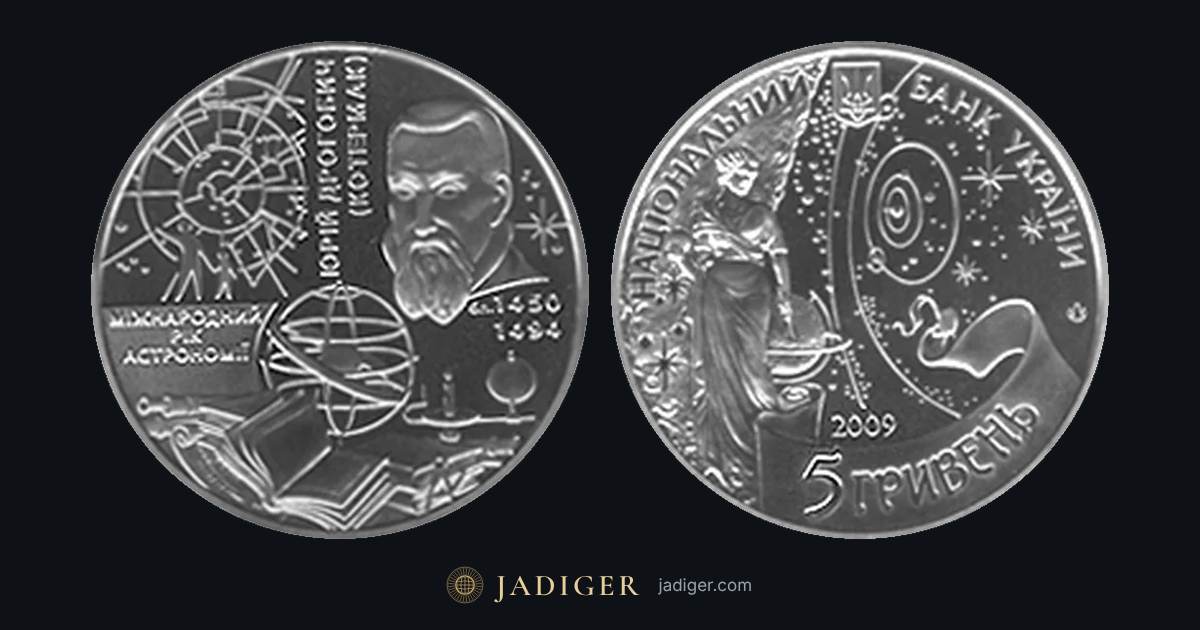 ЮРІЙ ДРОГОБИЧ
(КОТЕРМАК)
бл.1450
1494
МІЖНАРОДНИЙ
РІК
АСТРОНОМІЇ
НАЦІОНАЛЬНИЙ БАНК УКРАЇНИ
2009
5 ГРИВЕНЬ
JADIGER jadiger.com